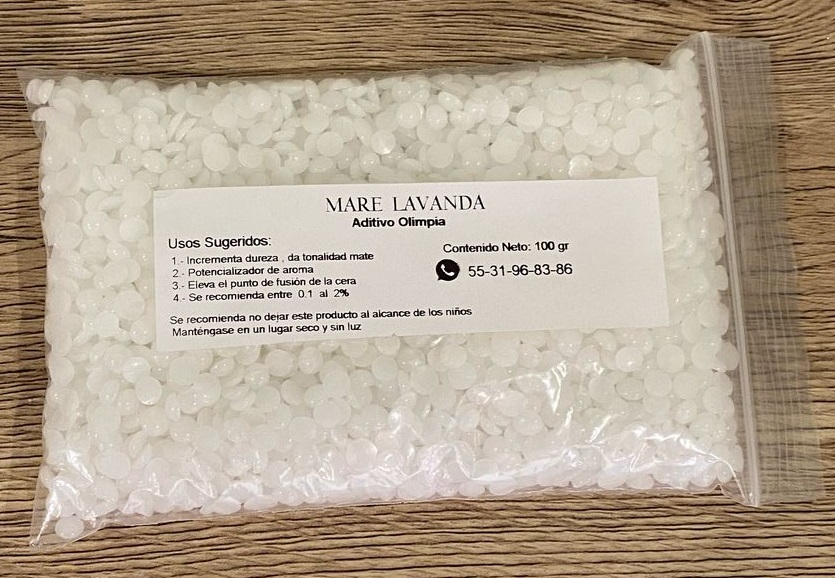 MARE LAVANDA
Aditivo Olimpia
Usos Sugeridos:
1.- Incrementa dureza , da tonalidad mate
2.- Potencializador de aroma
3.- Eleva el punto de fusión de la cera
4.- Se recomienda entre 0.1 al 2%
Contenido Neto: 100 gr
55-31-96-83-86
Se recomienda no dejar este producto al alcance de los niños
Manténgase en un lugar seco y sin luz